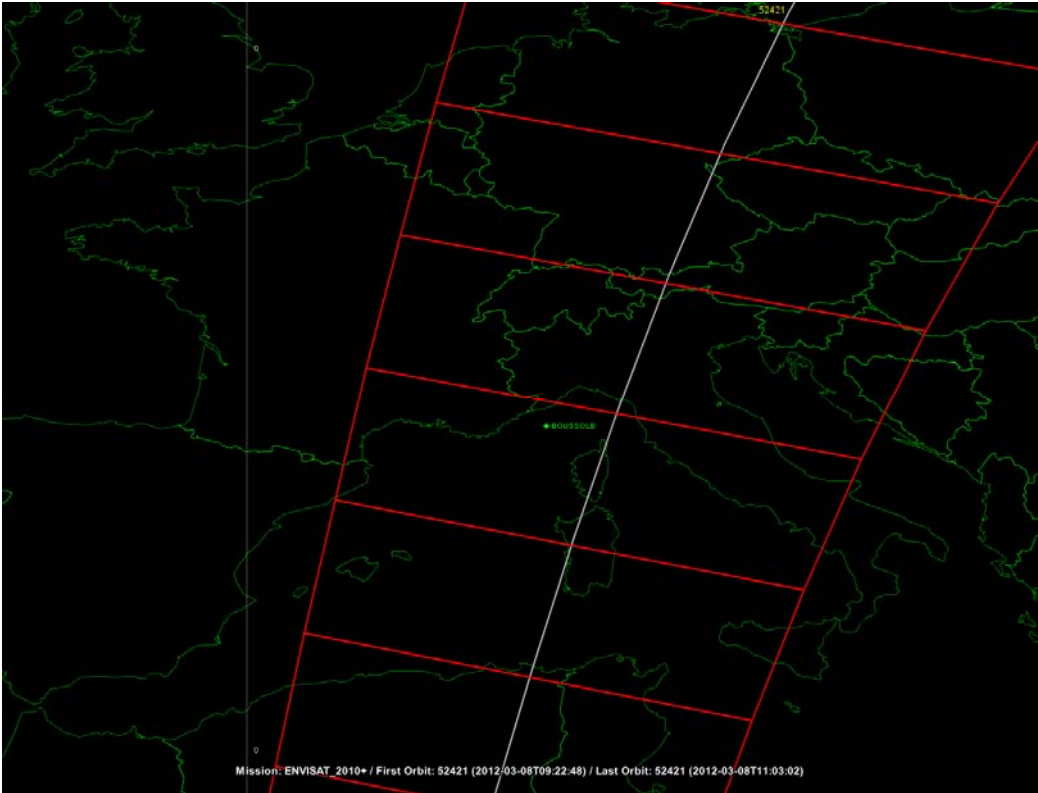 52421
0
BOUSSOLE
0
Mission: ENVISAT_2010+ / First Orbit: 52421 (2012-03-08T09:22:48) / Last Orbit: 52421 (2012-03-08T11:03:02)